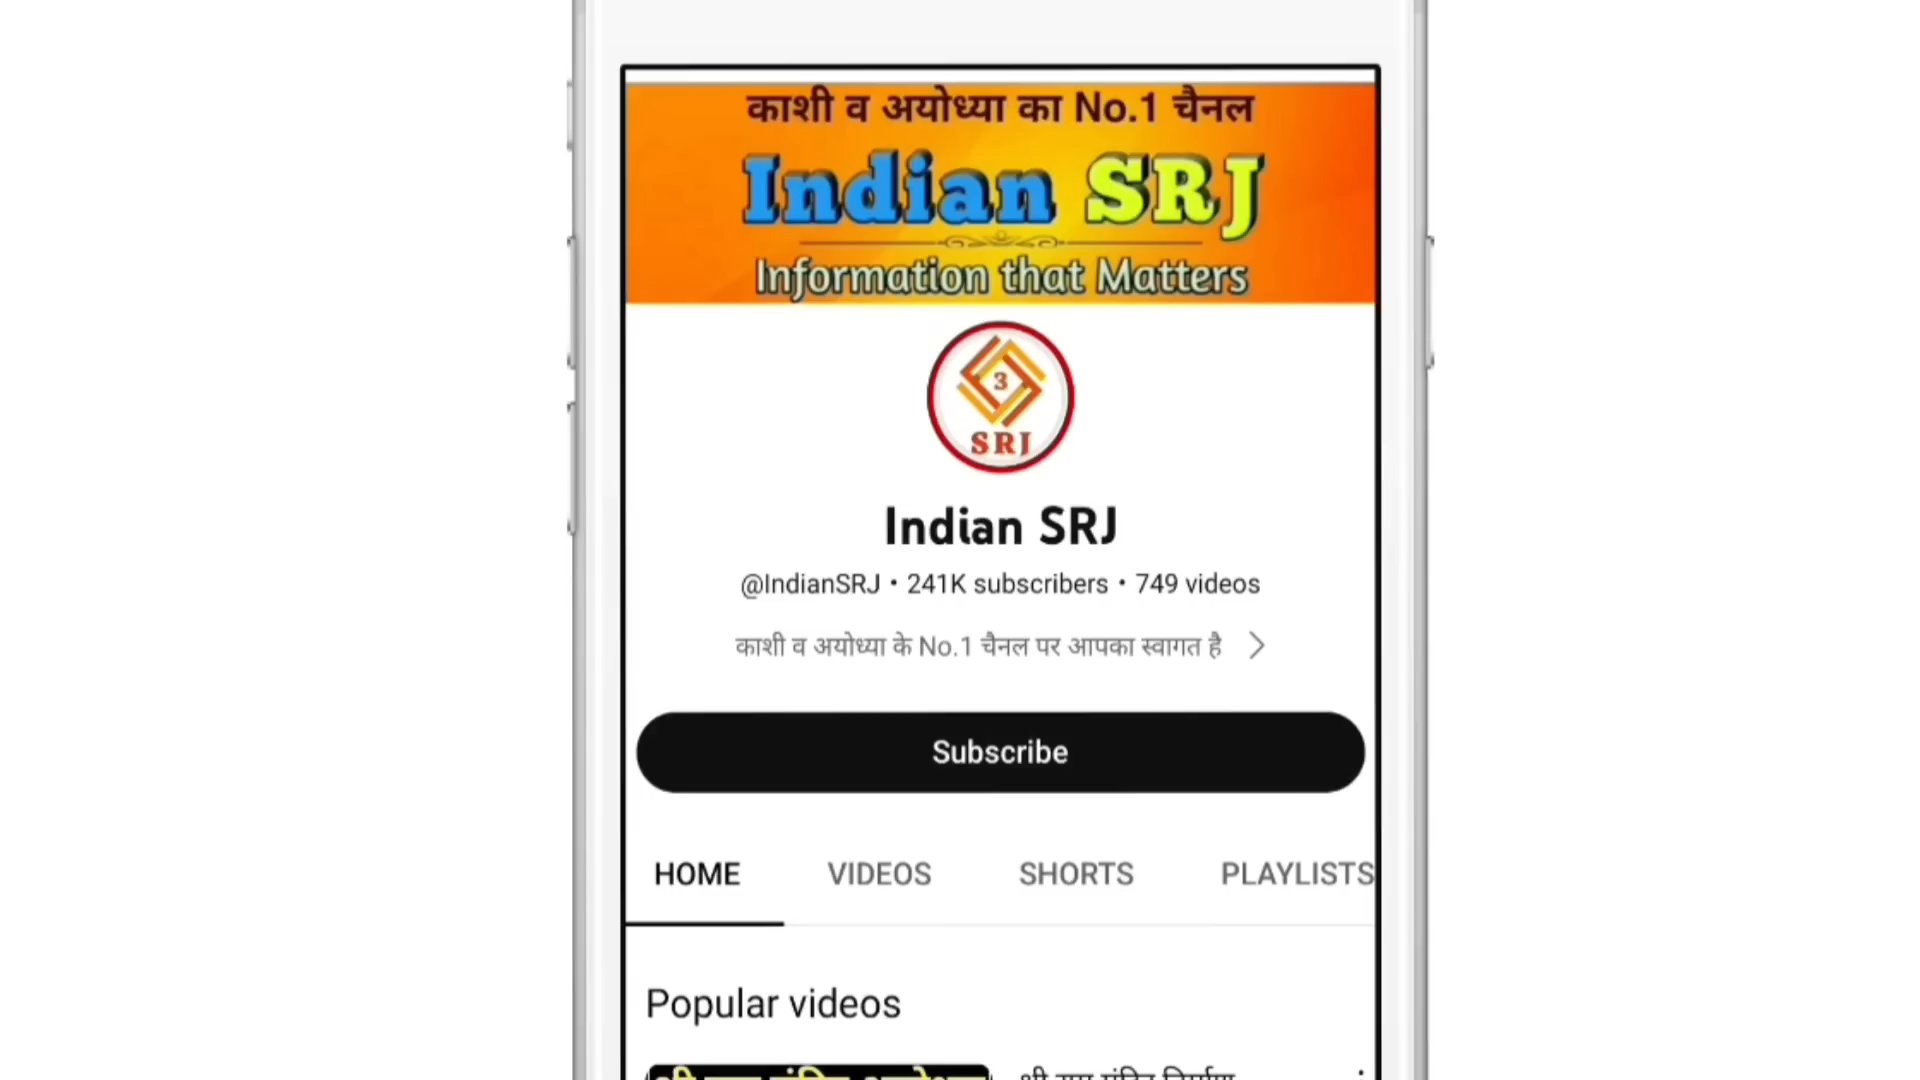 काशी व अयोध्या का No.1 चैनल
Indian SRJ
Information that Matters
3
SRJ
Indian SRJ
@IndianSRJ • 241K subscribers • 749 videos
काशी व अयोध्या के No.1 चैनल पर आपका स्वागत है
Subscribe
HOME VIDEOS SHORTS PLAYLISTS
Popular videos